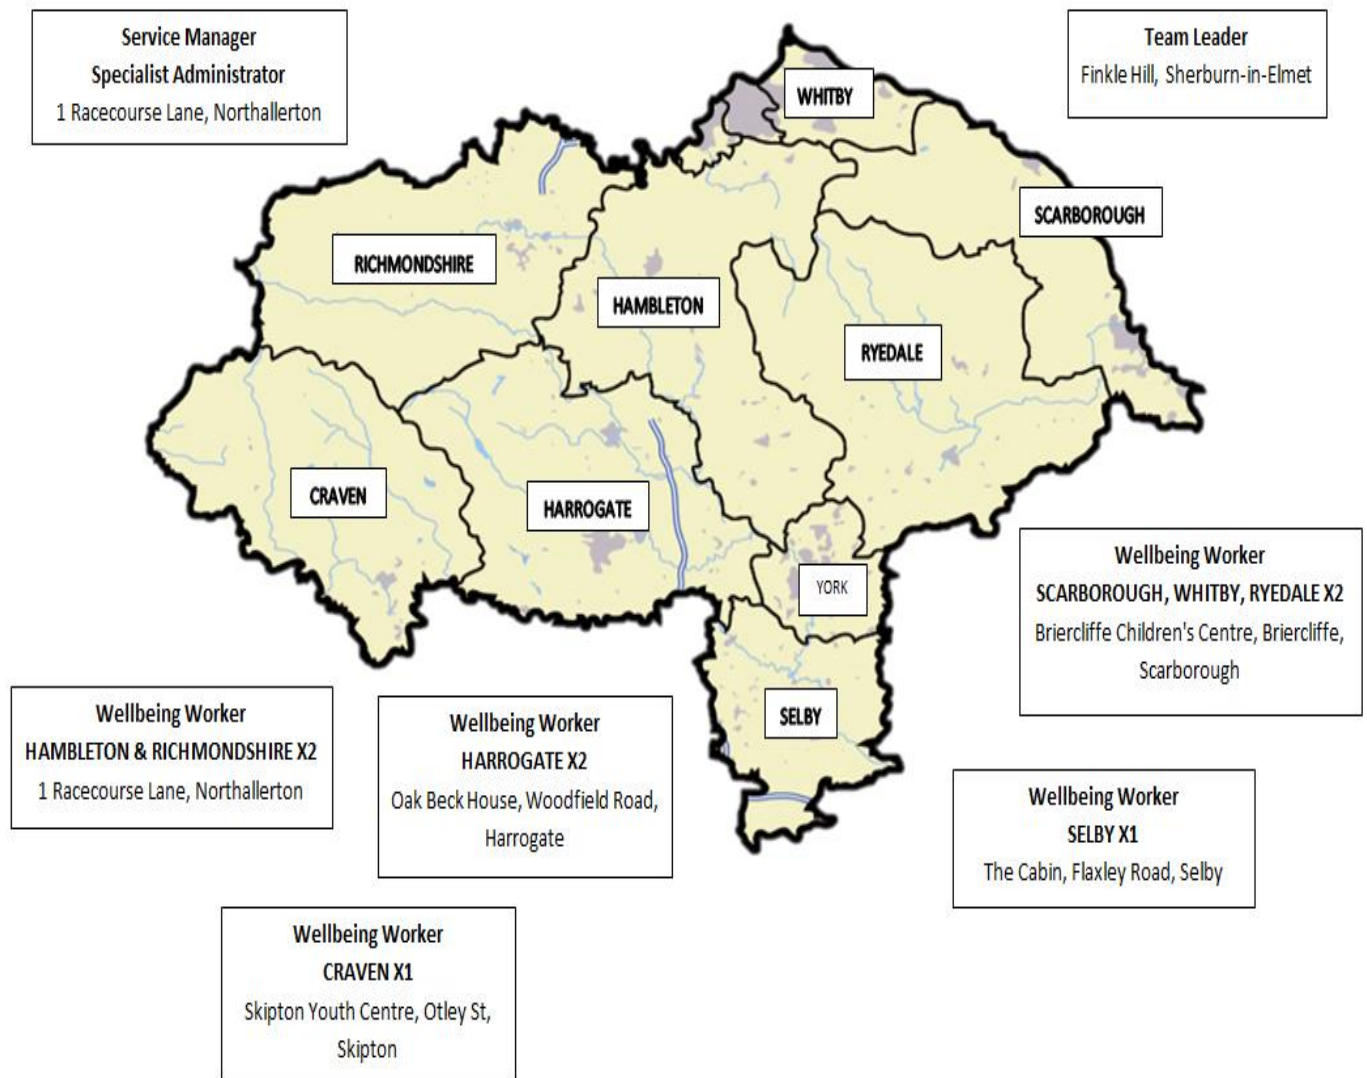 Service Manager
Specialist Administrator
1 Racecourse Lane, Northallerton
Team Leader
Finkle Hill, Sherburn-in-Elmet
WHITBY
SCARBOROUGH
RICHMONDSHIRE
HAMBLETON
RYEDALE
CRAVEN
HARROGATE
YORK
SELBY
Wellbeing Worker
SCARBOROUGH, WHITBY, RYEDALE X2
Briercliffe Children's Centre, Briercliffe,
Scarborough
Wellbeing Worker
HAMBLETON & RICHMONDSHIRE X2
1 Racecourse Lane, Northallerton
Wellbeing Worker
HARROGATE X2
Oak Beck House, Woodfield Road,
Harrogate
Wellbeing Worker
SELBY X1
The Cabin, Flaxley Road, Selby
Wellbeing Worker
CRAVEN X1
Skipton Youth Centre, Otley St,
Skipton